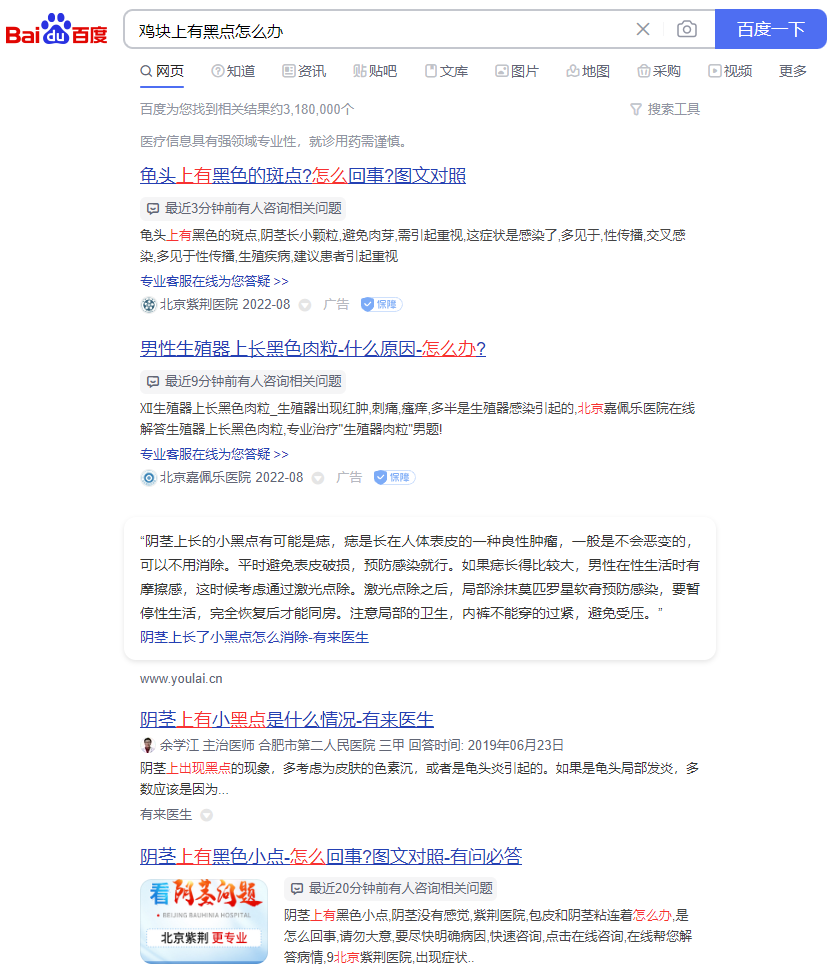 Bai du 百度 鸡块上有黑点怎么办 百度一下
网页 知道 资讯 贴吧 文库 图片 地图 采购 视频 更多
百度为您找到相关结果约3,180,000个 搜索工具
医疗信息具有强领域专业性，就诊用药需谨慎。
龟头上有黑色的斑点?怎么回事?图文对照
最近3分钟前有人咨询相关问题
龟头上有黑色的斑点,阴茎长小颗粒,避免肉芽,需引起重视,这症状是感染了,多见于,性传播,交叉感
染,多见于性传播,生殖疾病,建议患者引起重视
专业客服在线为您答疑 >>
北京紫荆医院 2022-08 广告 保障
男性生殖器上长黑色肉粒-什么原因-怎么办?
最近9分钟前有人咨询相关问题
Ⅻ生殖器上长黑色肉粒_生殖器出现红肿,刺痛,瘙痒,多半是生殖器感染引起的,北京嘉佩乐医院在线
解答生殖器上长黑色肉粒,专业治疗"生殖器肉粒"男题!
专业客服在线为您答疑 >>
北京嘉佩乐医院 2022-08 广告 保障
“阴茎上长的小黑点有可能是痣，痣是长在人体表皮的一种良性肿瘤，一般是不会恶变的，
可以不用消除。平时避免表皮破损，预防感染就行。如果痣长得比较大，男性在性生活时有
摩擦感，这时候考虑通过激光点除。激光点除之后，局部涂抹莫匹罗星软膏预防感染，要暂
停性生活，完全恢复后才能同房。注意局部的卫生，内裤不能穿的过紧，避免受压。”
阴茎上长了小黑点怎么消除-有来医生
www.youlai.cn
阴茎上有小黑点是什么情况-有来医生
余学江 主治医师 合肥市第二人民医院 三甲 回答时间: 2019年06月23日
阴茎上出现黑点的现象，多考虑为皮肤的色素沉，或者是龟头炎引起的。如果是龟头局部发炎，多
数应该是因为...
有来医生
阴茎上有黑色小点-怎么回事?图文对照-有问必答
看阴茎问题
BEIJING BAUHINIA HOSPITAL
北京紫荆 更专业
最近20分钟前有人咨询相关问题
阴茎上有黑色小点,阴茎没有感觉,紫荆医院,包皮和阴茎粘连着怎么办,是
怎么回事,请勿大意,要尽快明确病因,快速咨询,点击在线咨询,在线帮您解
答病情,9北京紫荆医院,出现症状..